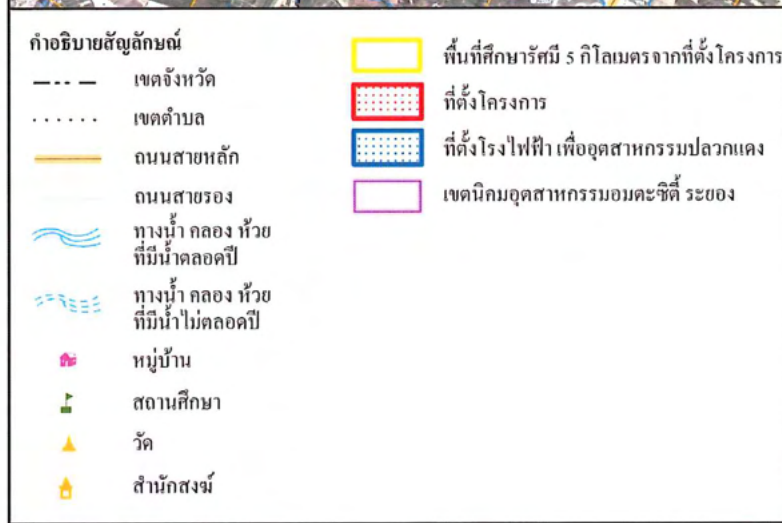 คำอธิบายสัญลักษณ์
เขตจังหวัด
เขตตำบล
ถนนสายหลัก
ถนนสายรอง
ทางน้ำ คลอง ห้วย
ที่มีน้ำตลอดปี
ทางน้ำ คลอง ห้วย
ที่มีน้ำไม่ตลอดปี
หมู่บ้าน
สถานศึกษา
วัด
สำนักสงฆ์
พื้นที่ศึกษารัศมี 5 กิโลเมตรจากที่ตั้งโครงการ
ที่ตั้งโครงการ
ที่ตั้งโรงไฟฟ้า เพื่ออุตสาหกรรมปลวกแดง
เขตนิคมอุตสาหกรรมอมตะซิตี้ ระยอง